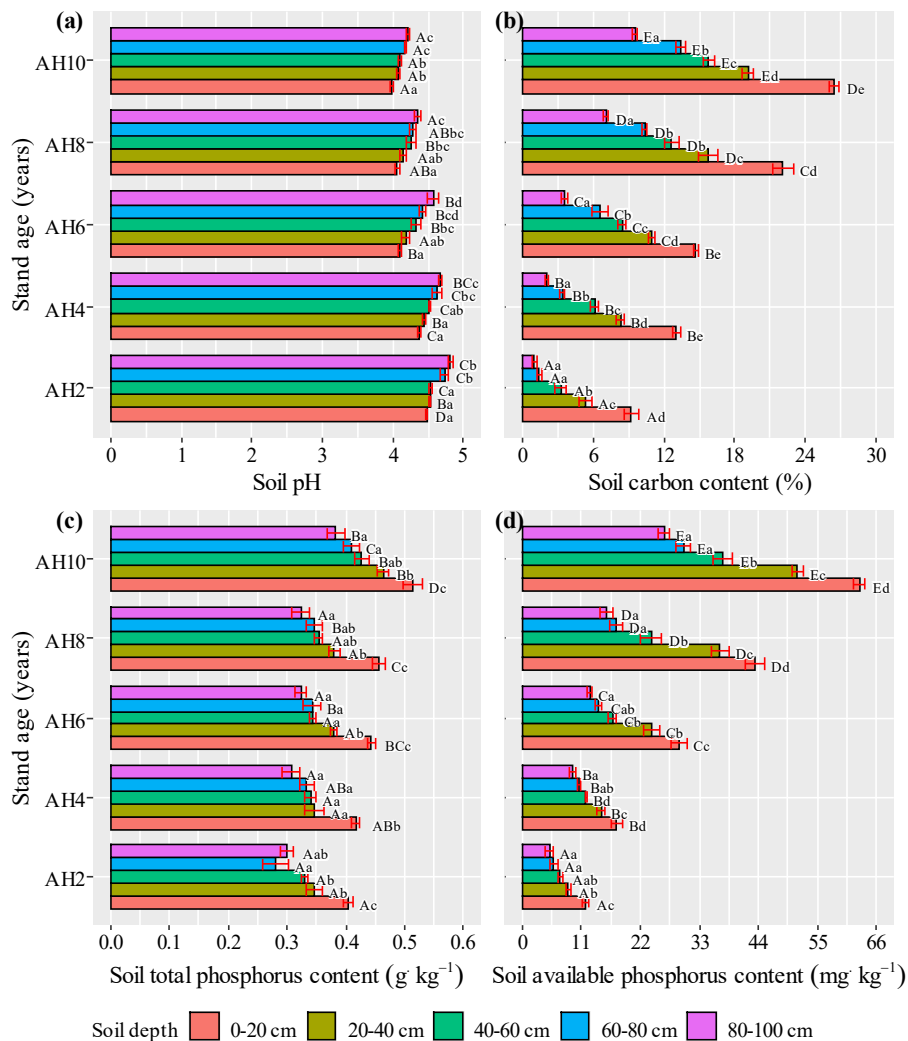 (a)
(b)
Stand age (years)
AH10
Ac
Ac
Ab
Ab
Aa
AH8
Ac
ABbc
Bbc
Aab
ABa
AH6
Bd
Bcd
Bbc
Aab
Ba
AH4
BCc
Cbc
Cab
Ba
Ca
AH2
Cb
Cb
Ca
Ba
Da
0 1 2 3 4 5
Soil pH
Ea
Eb
Ec
Ed
De
Da
Db
Db
Dc
Cd
Ca
Cb
Cc
Cd
Be
Ba
Bb
Bc
Bd
Be
Aa
Aa
Ab
Ac
Ad
0 6 12 18 24 30
Soil carbon content (%)
(c)
(d)
Stand age (years)
AH10
Ba
Ca
Bab
Bb
Dc
AH8
Aa
Bab
Aab
Ab
Cc
AH6
Aa
Ba
Aa
Ab
BCc
AH4
Aa
ABa
Aa
Aa
ABb
AH2
Aab
Aa
Ab
Ab
Ac
0.0 0.1 0.2 0.3 0.4 0.5 0.6
Soil total phosphorus content (g· kg⁻¹)
Ea
Ea
Eb
Ec
Ed
Da
Da
Db
Dc
Dd
Ca
Cab
Cb
Cb
Cc
Ba
Bab
Bd
Bc
Bd
Aa
Aa
Aab
Ab
Ac
0 11 22 33 44 55 66
Soil available phosphorus content (mg· kg⁻¹)
Soil depth 0-20 cm 20-40 cm 40-60 cm 60-80 cm 80-100 cm